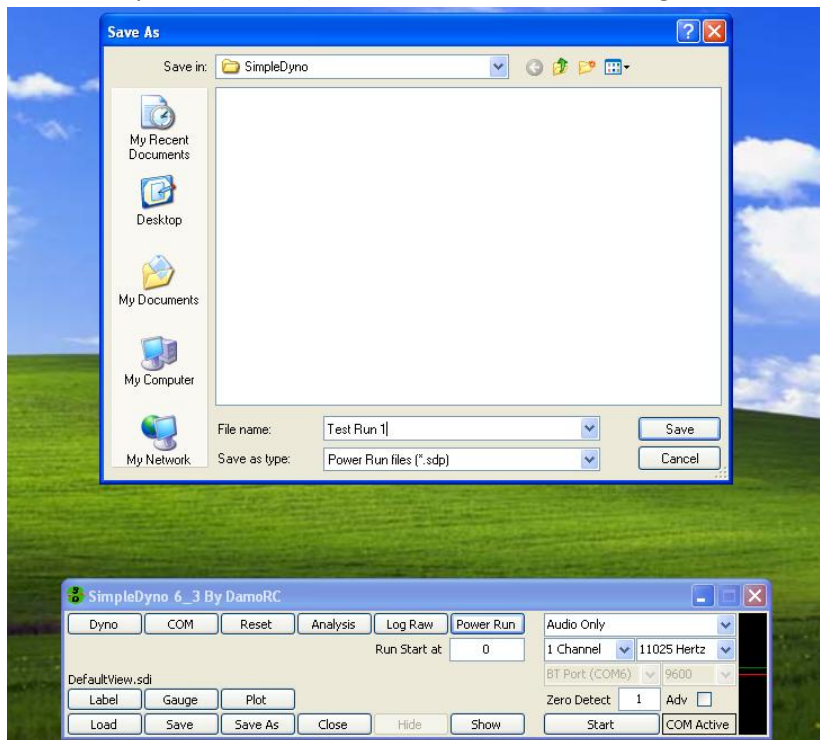 Save As
Save in: SimpleDyno
My Recent
Documents
Desktop
My Documents
My Computer
My Network
File name: Test Run 1
Save
Save as type: Power Run files (*.sdp)
Cancel
SimpleDyno 6_3 By DamoRC
Dyno COM Reset Analysis Log Raw Power Run Audio Only
Run Start at 0 1 Channel 11025 Hertz
DefaultView.sdi BT Port (COM6) 9600
Label Gauge Plot Zero Detect 1 Adv
Load Save Save As Close Hide Show Start COM Active